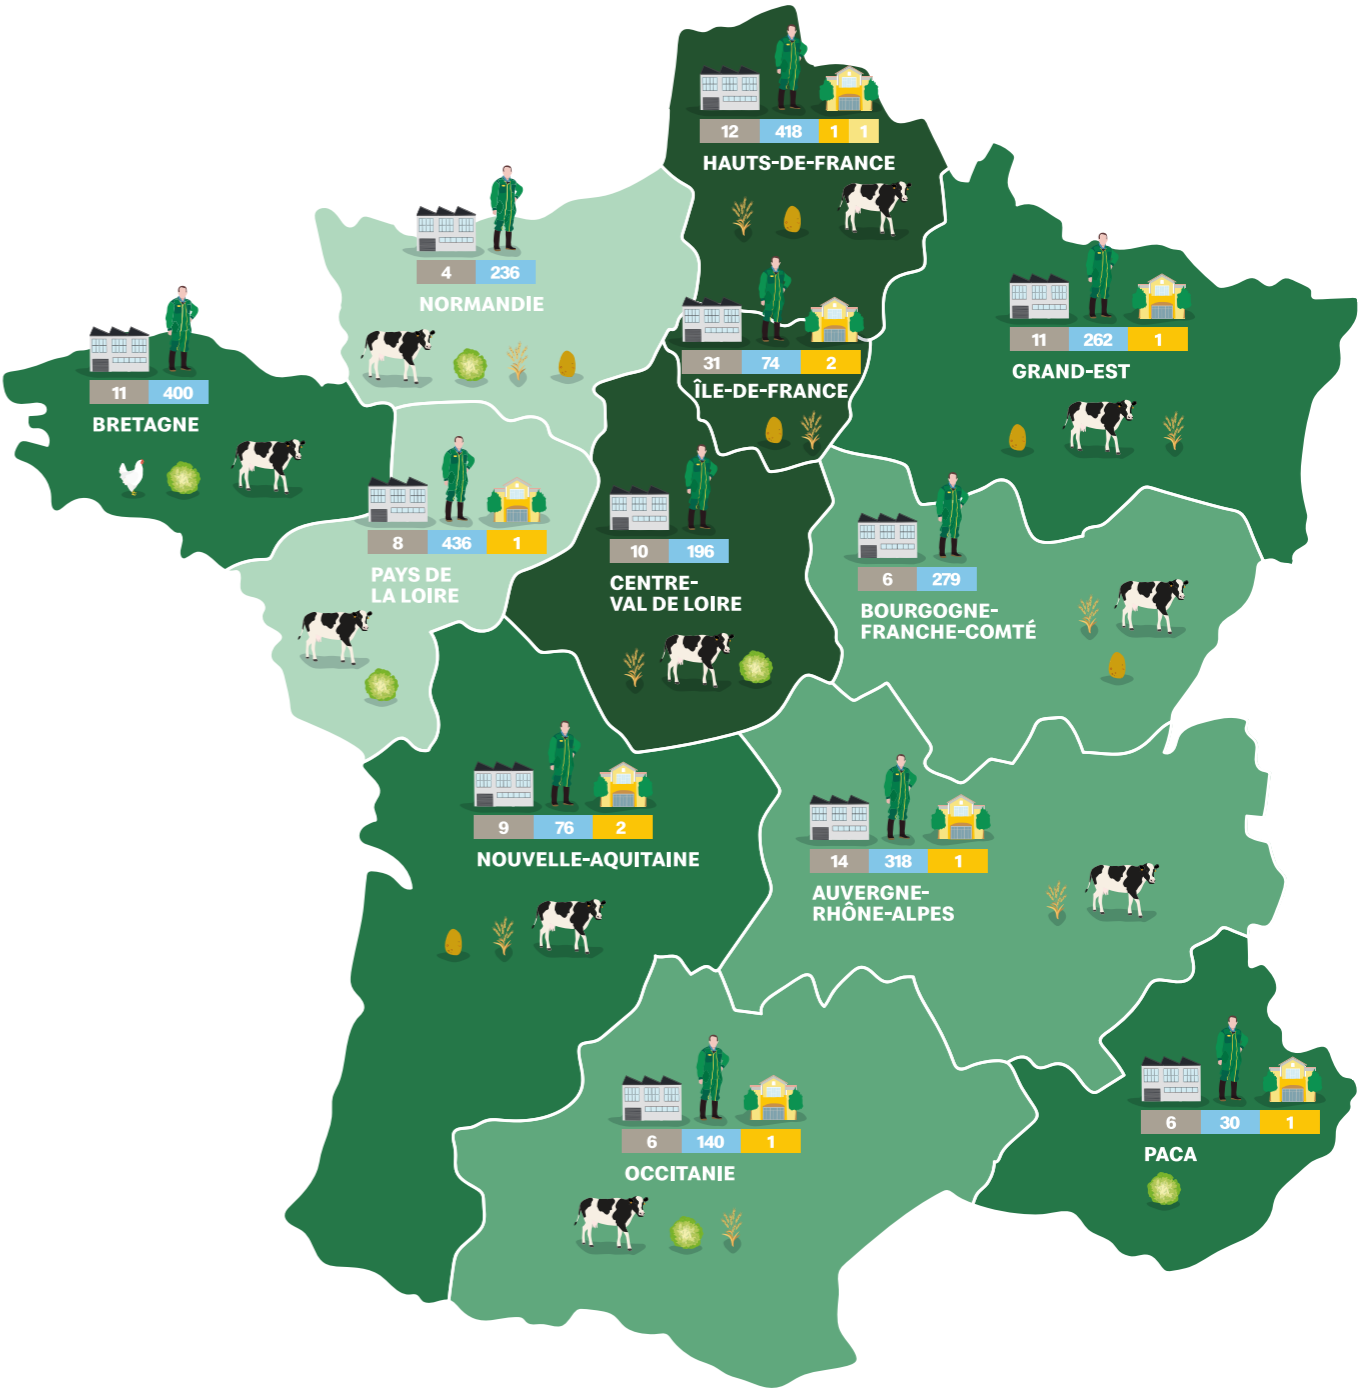 12 418 1 1
HAUTS-DE-FRANCE
4 236
NORMANDIE
11 400
BRETAGNE
31 74 2
ÎLE-DE-FRANCE
11 262 1
GRAND-EST
8 436 1
PAYS DE
LA LOIRE
10 196
CENTRE-
VAL DE LOIRE
6 279
BOURGOGNE-
FRANCHE-COMTÉ
9 76 2
NOUVELLE-AQUITAINE
14 318 1
AUVERGNE-
RHÔNE-ALPES
6 140 1
OCCITANIE
6 30 1
PACA